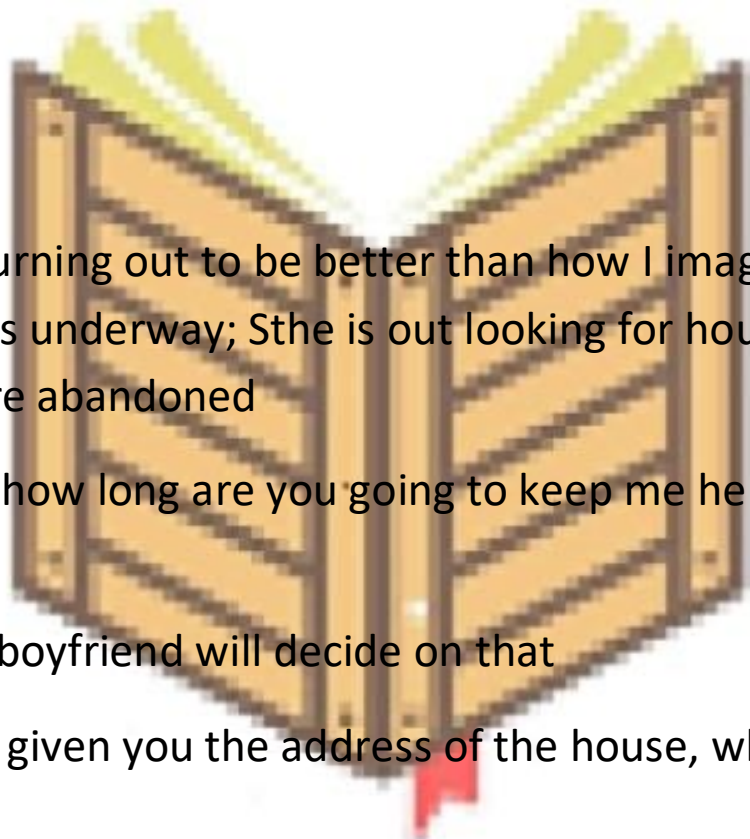 urning out to be better than how I imag
s underway; Sthe is out looking for hou
re abandoned
how long are you going to keep me he
boyfriend will decide on that
given you the address of the house, wh